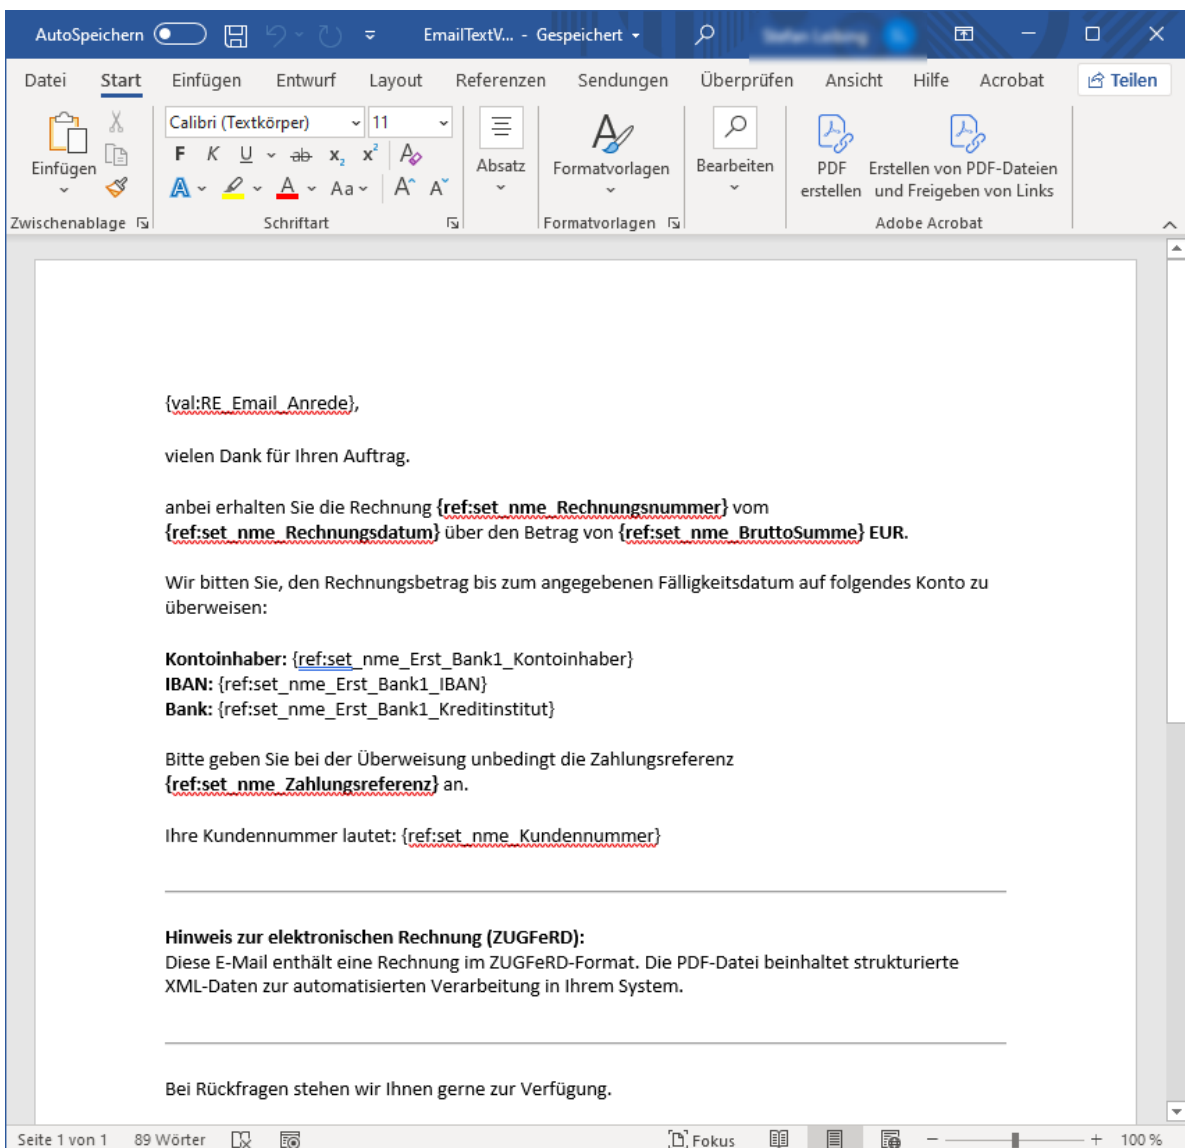 AutoSpeichern EmailTextV... - Gespeichert
Datei Start Einfügen Entwurf Layout Referenzen Sendungen Überprüfen Ansicht Hilfe Acrobat Teilen
Calibri (Textkörper) 11
F K U ab x₂ x² A
A A Aa A^ Aˇ
Einfügen
Absatz
Formatvorlagen
Bearbeiten
PDF erstellen
Erstellen von PDF-Dateien und Freigeben von Links
Zwischenablage Schriftart Formatvorlagen Adobe Acrobat
{val:RE_Email_Anrede},
vielen Dank für Ihren Auftrag.
anbei erhalten Sie die Rechnung {ref:set_nme_Rechnungsnummer} vom
{ref:set_nme_Rechnungsdatum} über den Betrag von {ref:set_nme_BruttoSumme} EUR.
Wir bitten Sie, den Rechnungsbetrag bis zum angegebenen Fälligkeitsdatum auf folgendes Konto zu
überweisen:
Kontoinhaber: {ref:set_nme_Erst_Bank1_Kontoinhaber}
IBAN: {ref:set_nme_Erst_Bank1_IBAN}
Bank: {ref:set_nme_Erst_Bank1_Kreditinstitut}
Bitte geben Sie bei der Überweisung unbedingt die Zahlungsreferenz
{ref:set_nme_Zahlungsreferenz} an.
Ihre Kundennummer lautet: {ref:set_nme_Kundennummer}
Hinweis zur elektronischen Rechnung (ZUGFeRD):
Diese E-Mail enthält eine Rechnung im ZUGFeRD-Format. Die PDF-Datei beinhaltet strukturierte
XML-Daten zur automatisierten Verarbeitung in Ihrem System.
Bei Rückfragen stehen wir Ihnen gerne zur Verfügung.
Seite 1 von 1 89 Wörter Fokus 100 %